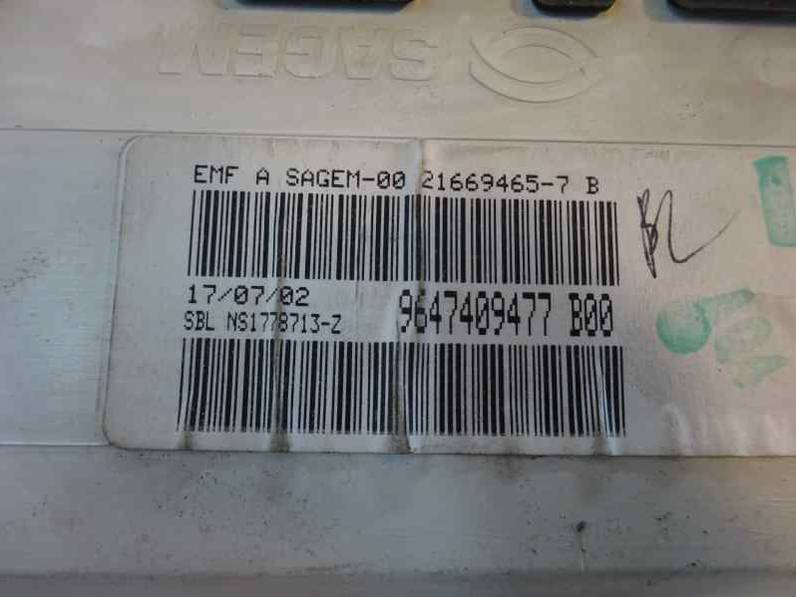 SAGEM
EMF A SAGEM-00 21669465-7 B
17/07/02
SBL NS1778713-Z
9647409477 B00